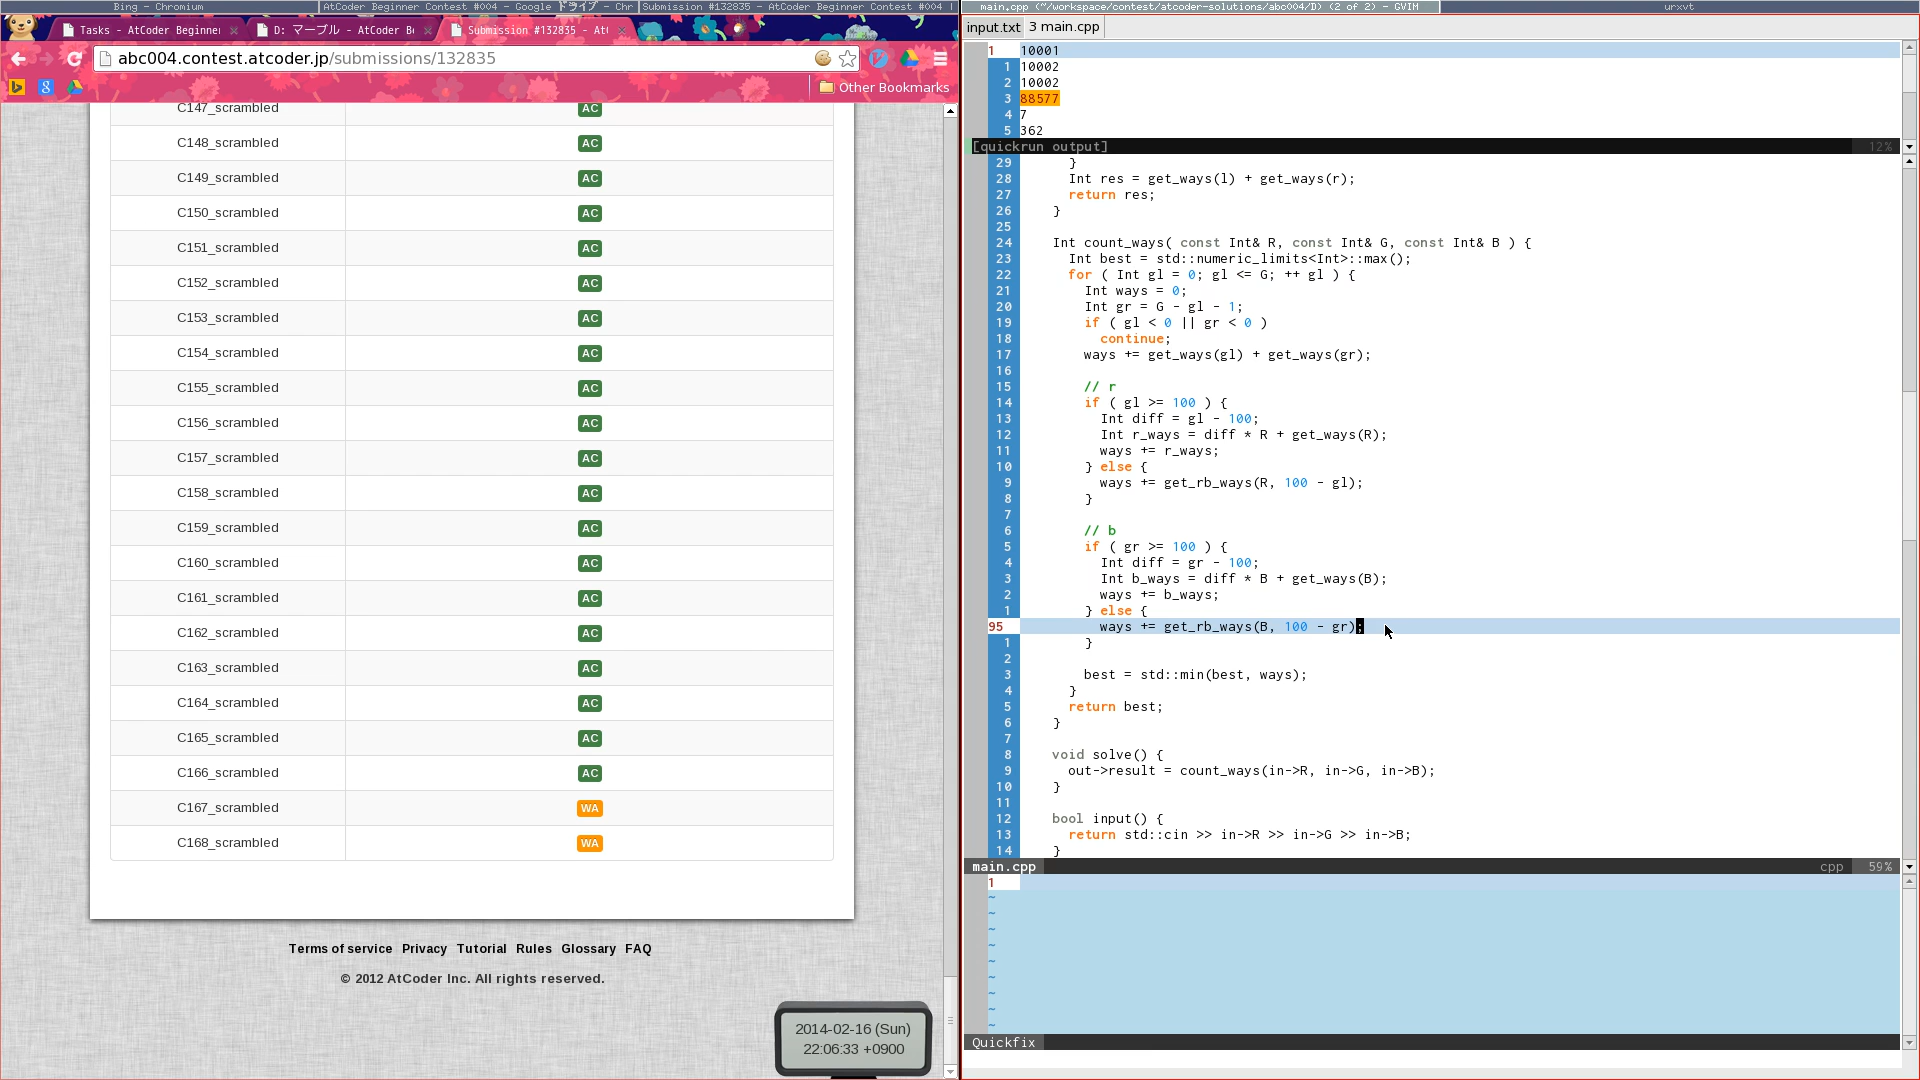 Bing - Chromium
AtCoder Beginner Contest #004 - Google ドライブ - Chr
Submission #132835 - AtCoder Beginner Contest #004
main.cpp (~/workspace/contest/atcoder-solutions/abc004/D) (2 of 2) - GVIM
urxvt
Tasks - AtCoder Beginner
D: マーブル - AtCoder Be
Submission #132835 - AtC
abc004.contest.atcoder.jp/submissions/132835
Other Bookmarks
C147_scrambled AC
C148_scrambled AC
C149_scrambled AC
C150_scrambled AC
C151_scrambled AC
C152_scrambled AC
C153_scrambled AC
C154_scrambled AC
C155_scrambled AC
C156_scrambled AC
C157_scrambled AC
C158_scrambled AC
C159_scrambled AC
C160_scrambled AC
C161_scrambled AC
C162_scrambled AC
C163_scrambled AC
C164_scrambled AC
C165_scrambled AC
C166_scrambled AC
C167_scrambled WA
C168_scrambled WA
Terms of service Privacy Tutorial Rules Glossary FAQ
© 2012 AtCoder Inc. All rights reserved.
2014-02-16 (Sun)
22:06:33 +0900
input.txt 3 main.cpp
1 10001
1 10002
2 10002
3 88577
4 7
5 362
[quickrun output] 12%
29 }
28 Int res = get_ways(l) + get_ways(r);
27 return res;
26 }
25
24 Int count_ways( const Int& R, const Int& G, const Int& B ) {
23 Int best = std::numeric_limits<Int>::max();
22 for ( Int gl = 0; gl <= G; ++ gl ) {
21 Int ways = 0;
20 Int gr = G - gl - 1;
19 if ( gl < 0 || gr < 0 )
18 continue;
17 ways += get_ways(gl) + get_ways(gr);
16
15 // r
14 if ( gl >= 100 ) {
13 Int diff = gl - 100;
12 Int r_ways = diff * R + get_ways(R);
11 ways += r_ways;
10 } else {
9 ways += get_rb_ways(R, 100 - gl);
8 }
7
6 // b
5 if ( gr >= 100 ) {
4 Int diff = gr - 100;
3 Int b_ways = diff * B + get_ways(B);
2 ways += b_ways;
1 } else {
95 ways += get_rb_ways(B, 100 - gr);
1 }
2
3 best = std::min(best, ways);
4 }
5 return best;
6 }
7
8 void solve() {
9 out->result = count_ways(in->R, in->G, in->B);
10 }
11
12 bool input() {
13 return std::cin >> in->R >> in->G >> in->B;
14 }
main.cpp cpp 59%
1
~
~
~
~
~
~
~
~
~
Quickfix